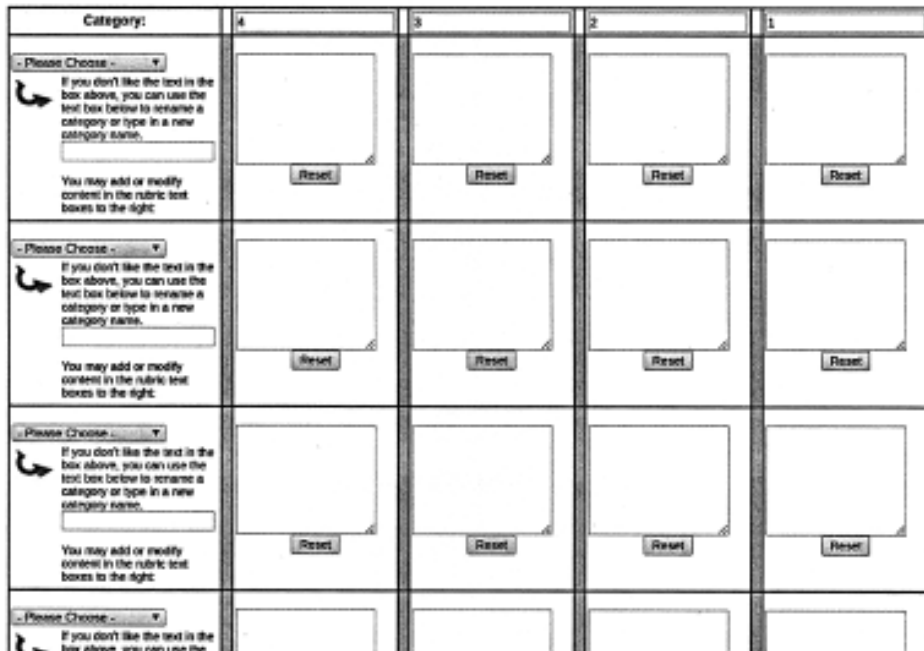 Category: 4 3 2 1
- Please Choose -
If you don't like the text in the
box above, you can use the
text box below to rename a
category or type in a new
category name.
You may add or modify
content in the rubric text
boxes to the right:
Reset Reset Reset Reset
- Please Choose -
If you don't like the text in the
box above, you can use the
text box below to rename a
category or type in a new
category name.
You may add or modify
content in the rubric text
boxes to the right:
Reset Reset Reset Reset
- Please Choose -
If you don't like the text in the
box above, you can use the
text box below to rename a
category or type in a new
category name.
You may add or modify
content in the rubric text
boxes to the right:
Reset Reset Reset Reset
- Please Choose -
If you don't like the text in the
box above, you can use the